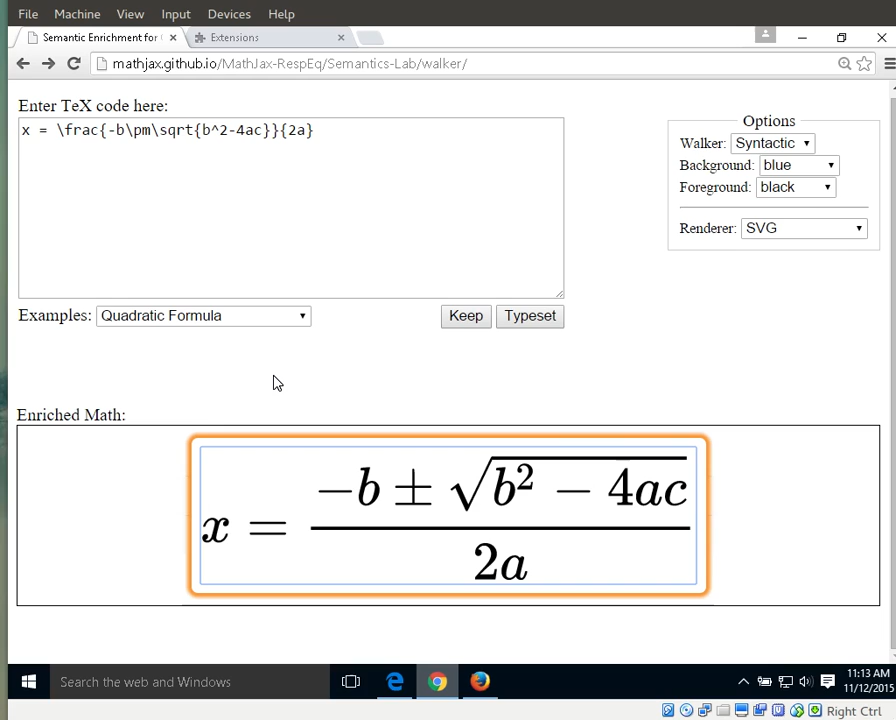 File Machine View Input Devices Help
Semantic Enrichment for Extensions
mathjax.github.io/MathJax-RespEq/Semantics-Lab/walker/
Enter TeX code here:
x = \frac{-b\pm\sqrt{b^2-4ac}}{2a}
Options
Walker: Syntactic
Background: blue
Foreground: black
Renderer: SVG
Examples: Quadratic Formula Keep Typeset
Enriched Math:
x = −b ± √b² − 4ac
2a
Search the web and Windows
11:13 AM
11/12/2015
Right Ctrl